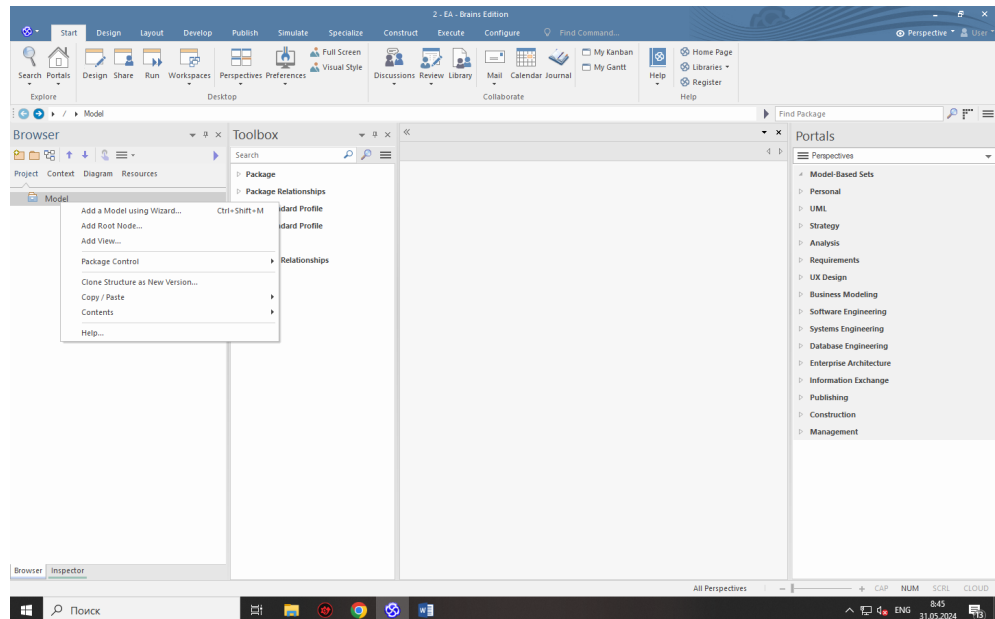 2 - EA - Brains Edition
Start Design Layout Develop Publish Simulate Specialize Construct Execute Configure Find Command... Perspective User
Search Portals Design Share Run Workspaces Perspectives Preferences Full Screen Visual Style Discussions Review Library Mail Calendar Journal My Kanban My Gantt Help Home Page Libraries Register
Explore Desktop Collaborate Help
/ Model Find Package
Browser
Project Context Diagram Resources
Model
Add a Model using Wizard... Ctrl+Shift+M
Add Root Node...
Add View...
Package Control
Clone Structure as New Version...
Copy / Paste
Contents
Help...
Browser Inspector
Toolbox
Search
Package
Package Relationships
dard Profile
dard Profile
Relationships
Portals
Perspectives
Model-Based Sets
Personal
UML
Strategy
Analysis
Requirements
UX Design
Business Modeling
Software Engineering
Systems Engineering
Database Engineering
Enterprise Architecture
Information Exchange
Publishing
Construction
Management
All Perspectives CAP NUM SCRL CLOUD
Поиск ENG 8:45
31.05.2024